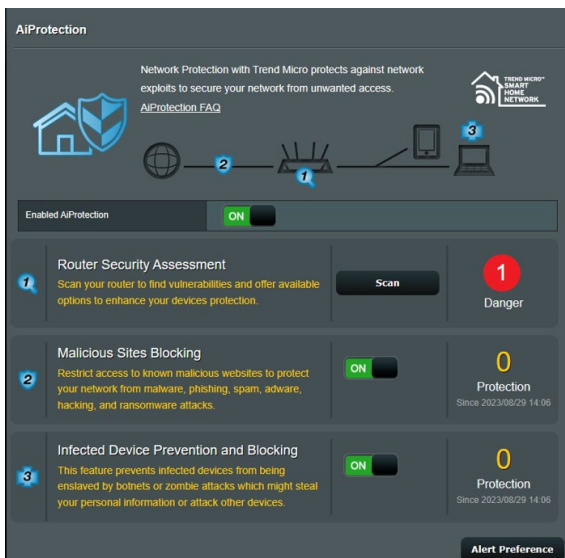 AiProtection
Network Protection with Trend Micro protects against network
exploits to secure your network from unwanted access.
AiProtection FAQ
TREND MICRO™
SMART
HOME
NETWORK
3
2
1
Enabled AiProtection
ON
1
Router Security Assessment
Scan your router to find vulnerabilities and offer available
options to enhance your devices protection.
Scan
1
Danger
2
Malicious Sites Blocking
Restrict access to known malicious websites to protect
your network from malware, phishing, spam, adware,
hacking, and ransomware attacks.
ON
0
Protection
Since 2023/08/29 14:06
3
Infected Device Prevention and Blocking
This feature prevents infected devices from being
enslaved by botnets or zombie attacks which might steal
your personal information or attack other devices.
ON
0
Protection
Since 2023/08/29 14:06
Alert Preference